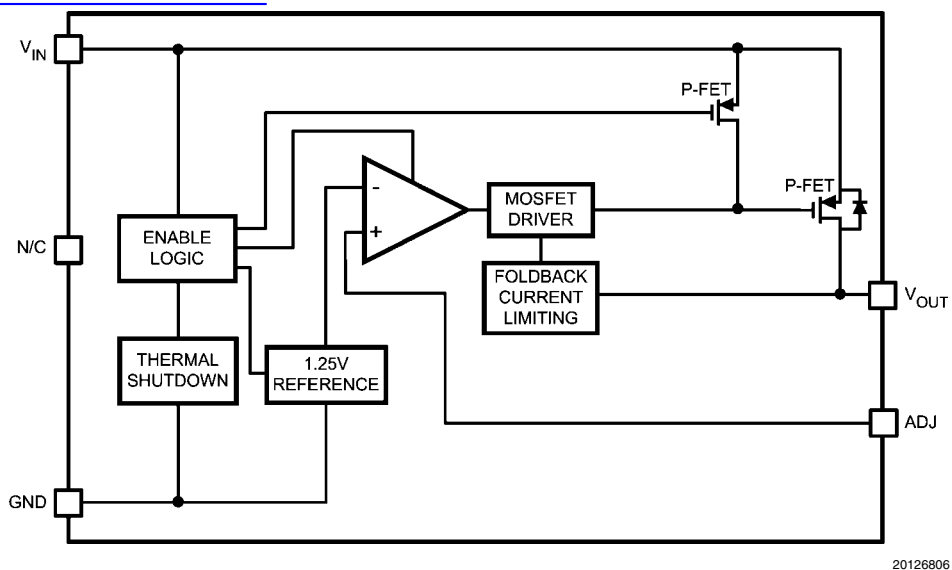 V_IN
P-FET
P-FET
-
MOSFET
DRIVER
+
ENABLE
LOGIC
N/C
FOLDBACK
CURRENT
LIMITING
V_OUT
THERMAL
SHUTDOWN
1.25V
REFERENCE
ADJ
GND
20126806